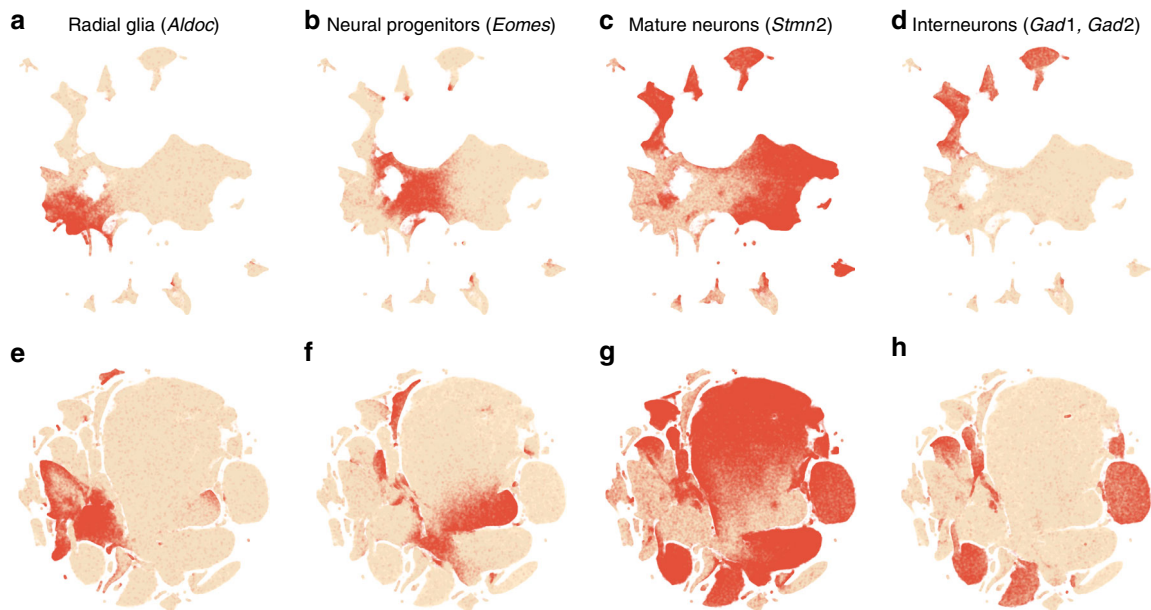 a Radial glia (Aldoc)
b Neural progenitors (Eomes)
c Mature neurons (Stmn2)
d Interneurons (Gad1, Gad2)
e
f
g
h